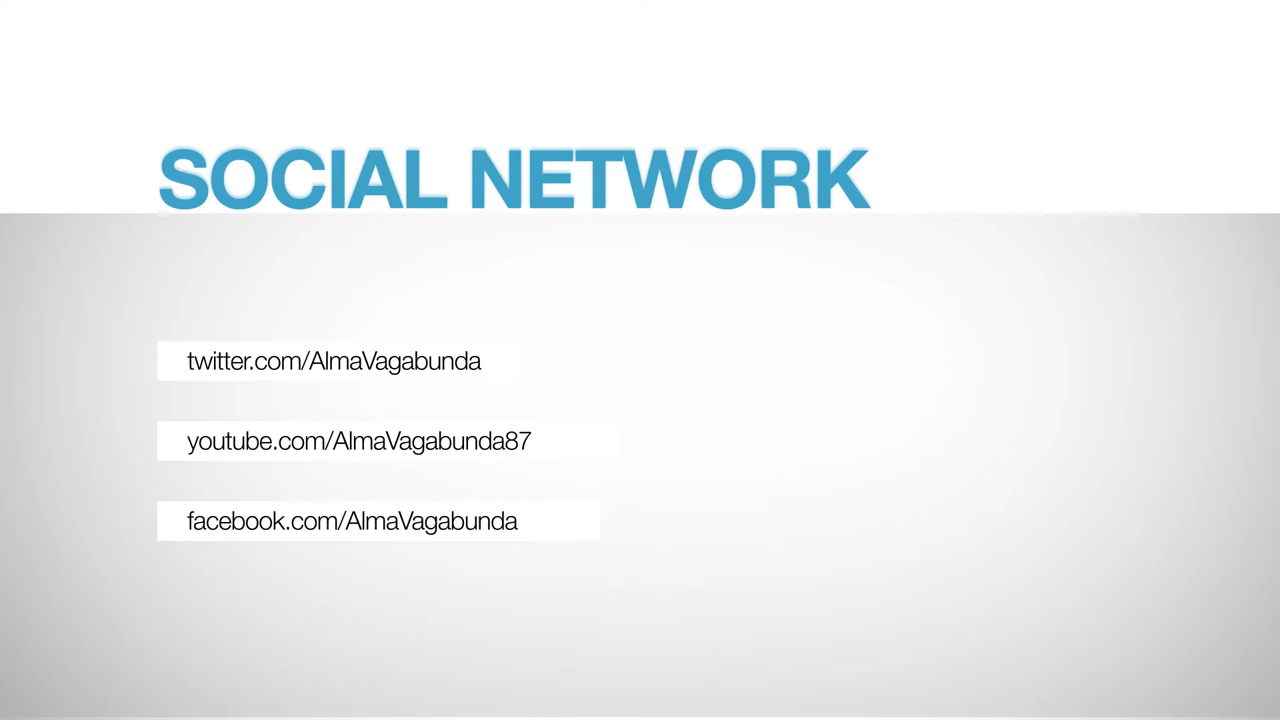 SOCIAL NETWORK
twitter.com/AlmaVagabunda
youtube.com/AlmaVagabunda87
facebook.com/AlmaVagabunda